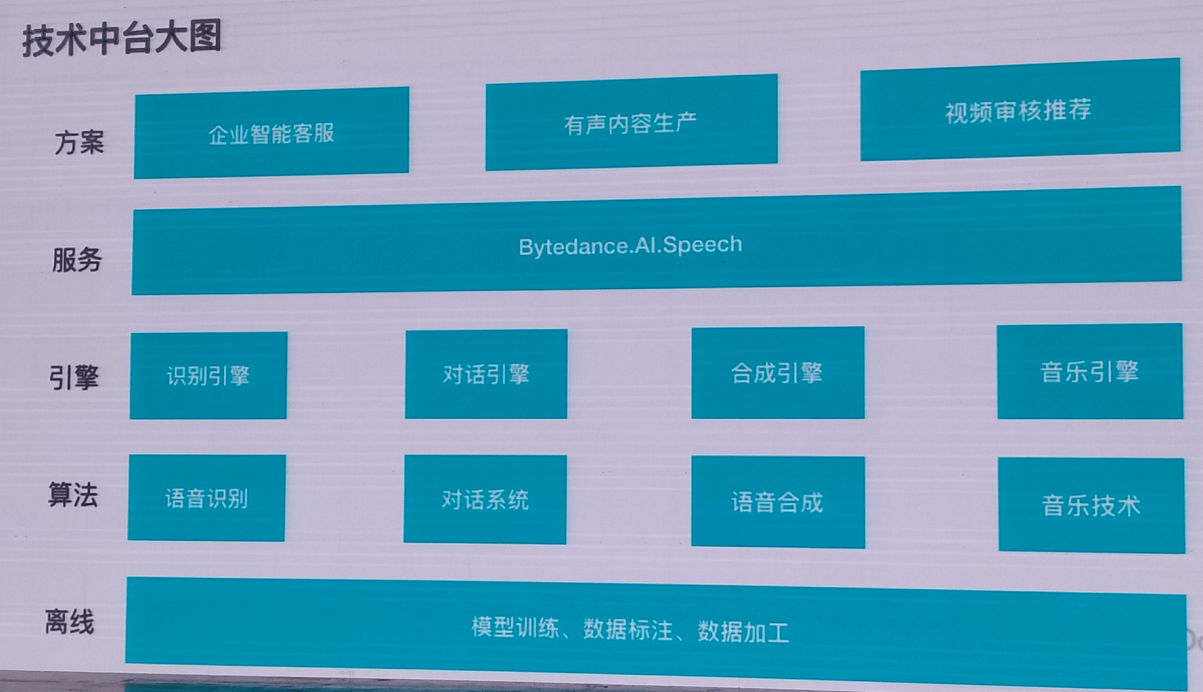 技术中台大图
方案
企业智能客服
有声内容生产
视频审核推荐
服务
Bytedance.AI.Speech
引擎
识别引擎
对话引擎
合成引擎
音乐引擎
算法
语音识别
对话系统
语音合成
音乐技术
离线
模型训练、数据标注、数据加工